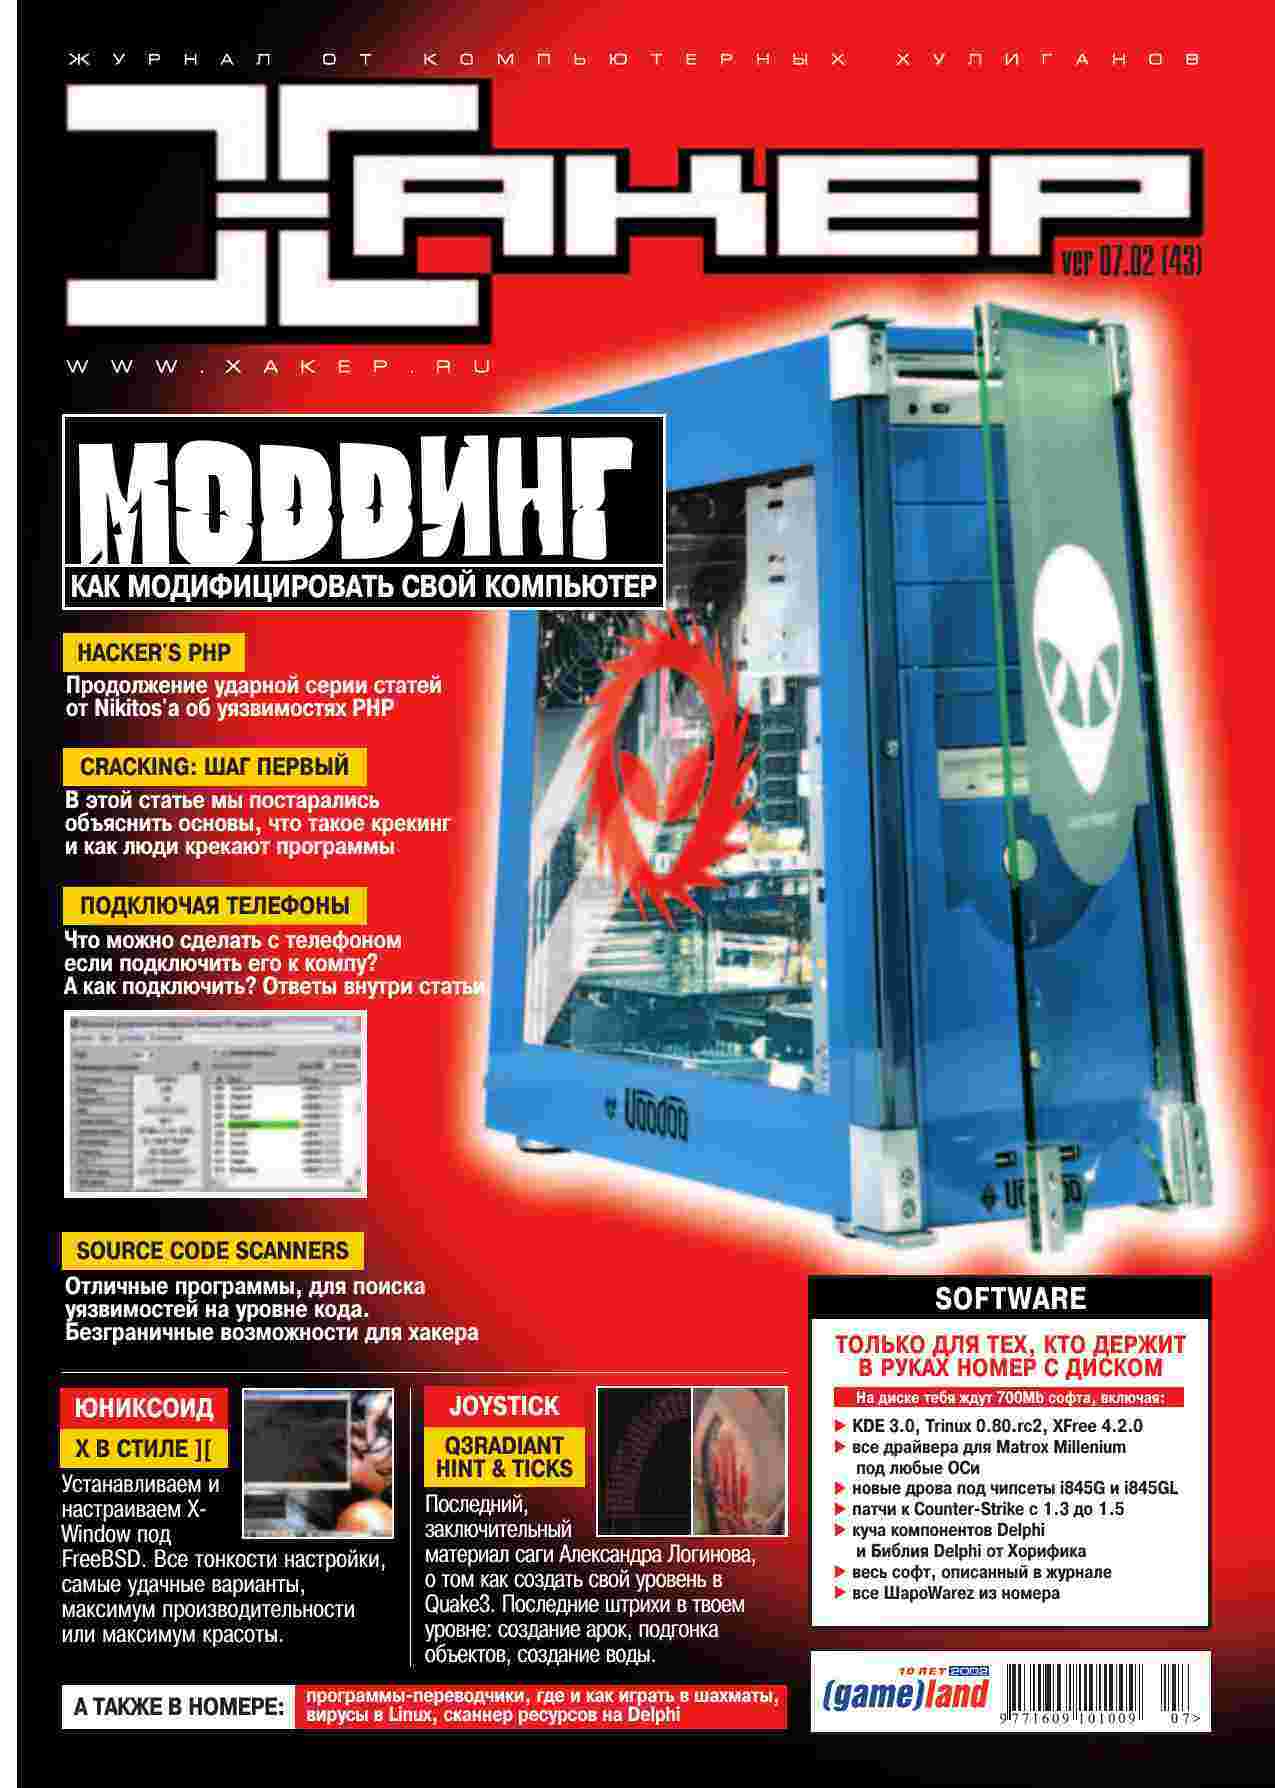 ЖУРНАЛ ОТ КОМПЬЮТЕРНЫХ ХУЛИГАНОВ
ХАКЕР
ver 07.02 (43)
WWW.XAKEP.RU
МОДДИНГ
КАК МОДИФИЦИРОВАТЬ СВОЙ КОМПЬЮТЕР
HACKER'S PHP
Продолжение ударной серии статей
от Nikitos'а об уязвимостях PHP
CRACKING: ШАГ ПЕРВЫЙ
В этой статье мы постарались
объяснить основы, что такое крекинг
и как люди крекают программы
ПОДКЛЮЧАЯ ТЕЛЕФОНЫ
Что можно сделать с телефоном
если подключить его к компу?
А как подключить? Ответы внутри статьи
Voodoo
Voodoo
SOURCE CODE SCANNERS
Отличные программы, для поиска
уязвимостей на уровне кода.
Безграничные возможности для хакера
ЮНИКСОИД
X В СТИЛЕ ][
Устанавливаем и
настраиваем X-
Window под
FreeBSD. Все тонкости настройки,
самые удачные варианты,
максимум производительности
или максимум красоты.
JOYSTICK
Q3RADIANT
HINT & TICKS
Последний,
заключительный
материал саги Александра Логинова,
о том как создать свой уровень в
Quake3. Последние штрихи в твоем
уровне: создание арок, подгонка
объектов, создание воды.
SOFTWARE
ТОЛЬКО ДЛЯ ТЕХ, КТО ДЕРЖИТ
В РУКАХ НОМЕР С ДИСКОМ
На диске тебя ждут 700Mb софта, включая:
KDE 3.0, Trinux 0.80.rc2, XFree 4.2.0
все драйвера для Matrox Millenium
под любые ОСи
новые дрова под чипсеты i845G и i845GL
патчи к Counter-Strike с 1.3 до 1.5
куча компонентов Delphi
и Библия Delphi от Хорифика
весь софт, описанный в журнале
все ШароWarez из номера
А ТАКЖЕ В НОМЕРЕ:
программы-переводчики, где и как играть в шахматы,
вирусы в Linux, сканнер ресурсов на Delphi
10 ЛЕТ 2002
(game)land
9 771609 101009
07>